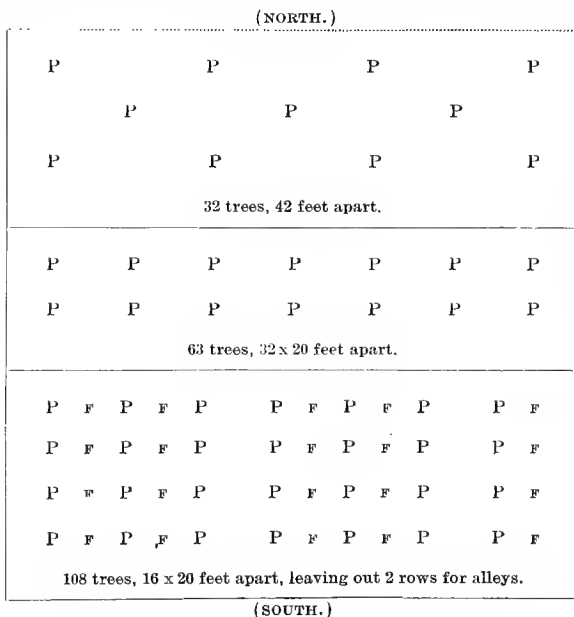 (NORTH.)
P P P P
P P P
P P P P
32 trees, 42 feet apart.
P P P P P P P
P P P P P P P
63 trees, 32 x 20 feet apart.
P F P F P P F P F P P F
P F P F P P F P F P P F
P F P F P P F P F P P F
P F P F P P F P F P P F
108 trees, 16 x 20 feet apart, leaving out 2 rows for alleys.
(SOUTH.)